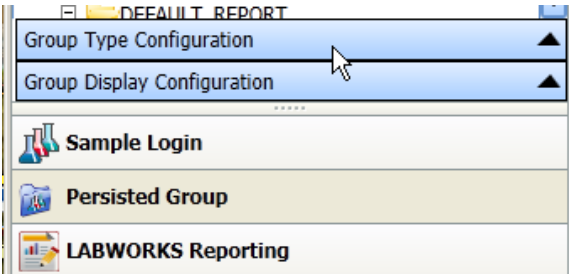 DEFAULT_REPORT
Group Type Configuration
Group Display Configuration
Sample Login
Persisted Group
LABWORKS Reporting